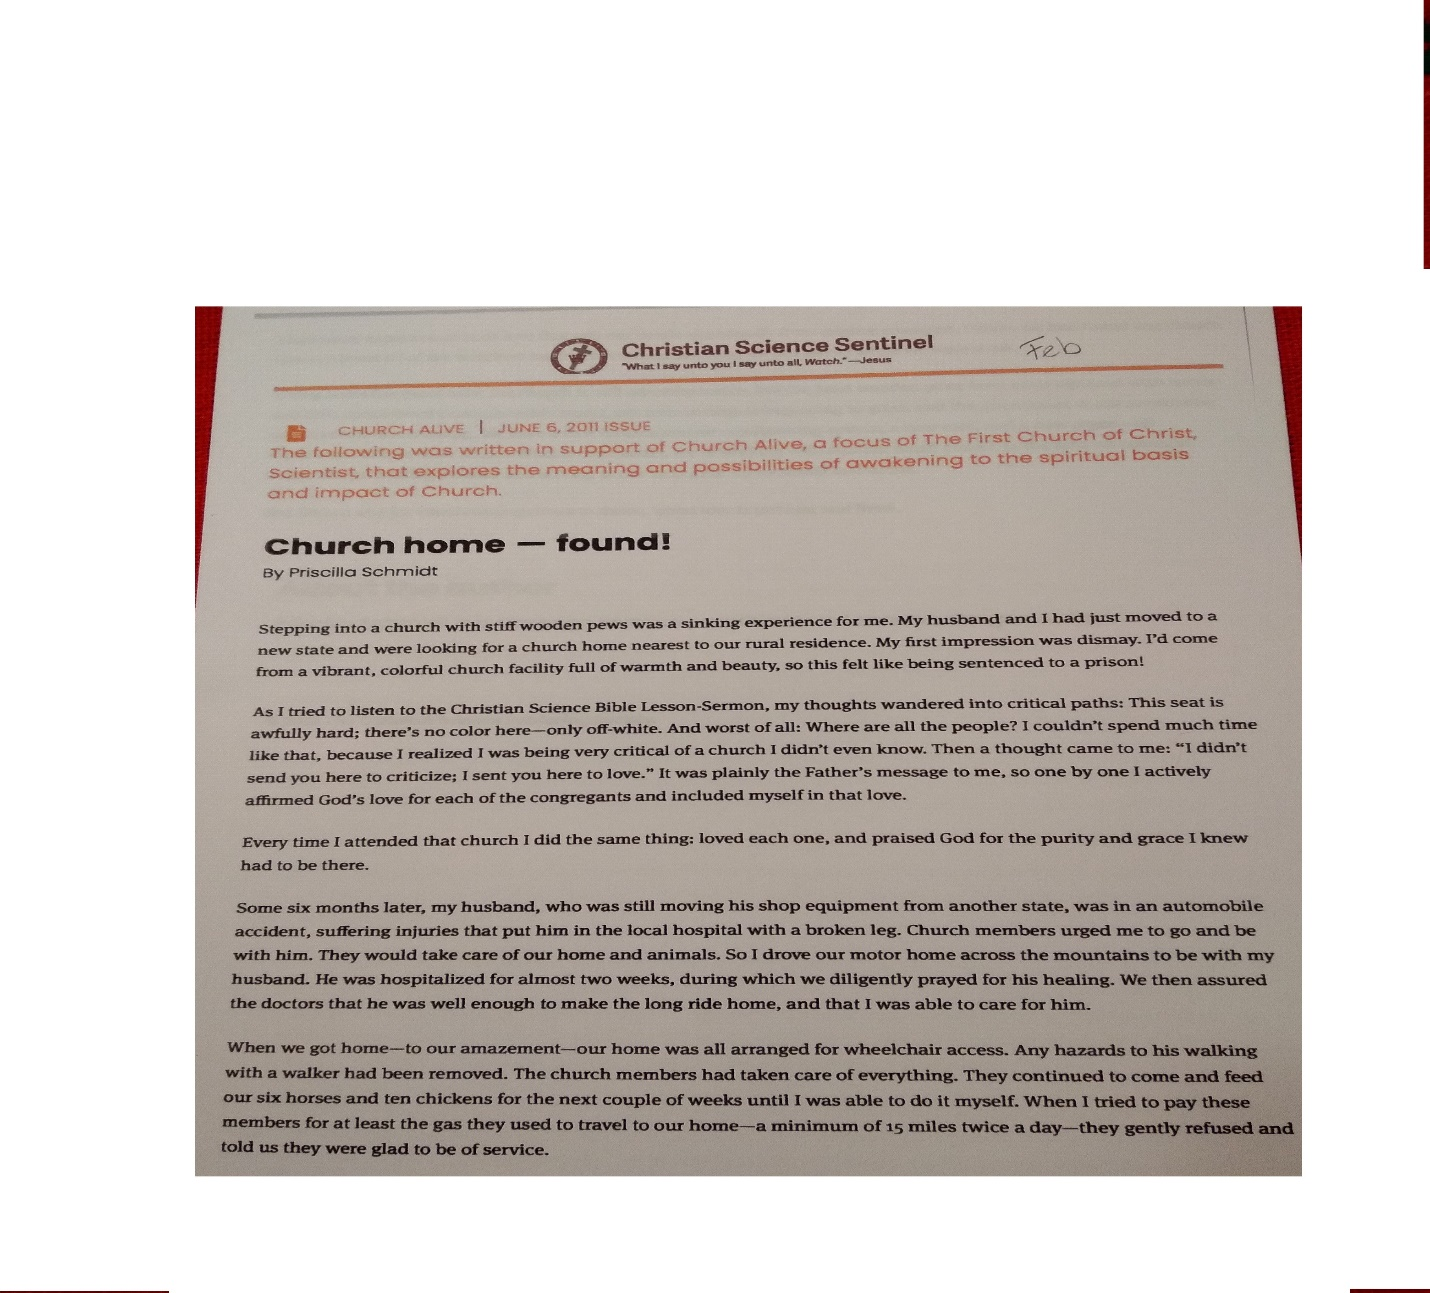 Christian Science Sentinel
"What I say unto you I say unto all, Watch."—Jesus
Feb
CHURCH ALIVE | JUNE 6, 2011 ISSUE
The following was written in support of Church Alive, a focus of The First Church of Christ,
Scientist, that explores the meaning and possibilities of awakening to the spiritual basis
and impact of Church.
Church home — found!
By Priscilla Schmidt
Stepping into a church with stiff wooden pews was a sinking experience for me. My husband and I had just moved to a
new state and were looking for a church home nearest to our rural residence. My first impression was dismay. I'd come
from a vibrant, colorful church facility full of warmth and beauty, so this felt like being sentenced to a prison!
As I tried to listen to the Christian Science Bible Lesson-Sermon, my thoughts wandered into critical paths: This seat is
awfully hard; there's no color here—only off-white. And worst of all: Where are all the people? I couldn't spend much time
like that, because I realized I was being very critical of a church I didn't even know. Then a thought came to me: "I didn't
send you here to criticize; I sent you here to love." It was plainly the Father's message to me, so one by one I actively
affirmed God's love for each of the congregants and included myself in that love.
Every time I attended that church I did the same thing: loved each one, and praised God for the purity and grace I knew
had to be there.
Some six months later, my husband, who was still moving his shop equipment from another state, was in an automobile
accident, suffering injuries that put him in the local hospital with a broken leg. Church members urged me to go and be
with him. They would take care of our home and animals. So I drove our motor home across the mountains to be with my
husband. He was hospitalized for almost two weeks, during which we diligently prayed for his healing. We then assured
the doctors that he was well enough to make the long ride home, and that I was able to care for him.
When we got home—to our amazement—our home was all arranged for wheelchair access. Any hazards to his walking
with a walker had been removed. The church members had taken care of everything. They continued to come and feed
our six horses and ten chickens for the next couple of weeks until I was able to do it myself. When I tried to pay these
members for at least the gas they used to travel to our home—a minimum of 15 miles twice a day—they gently refused and
told us they were glad to be of service.